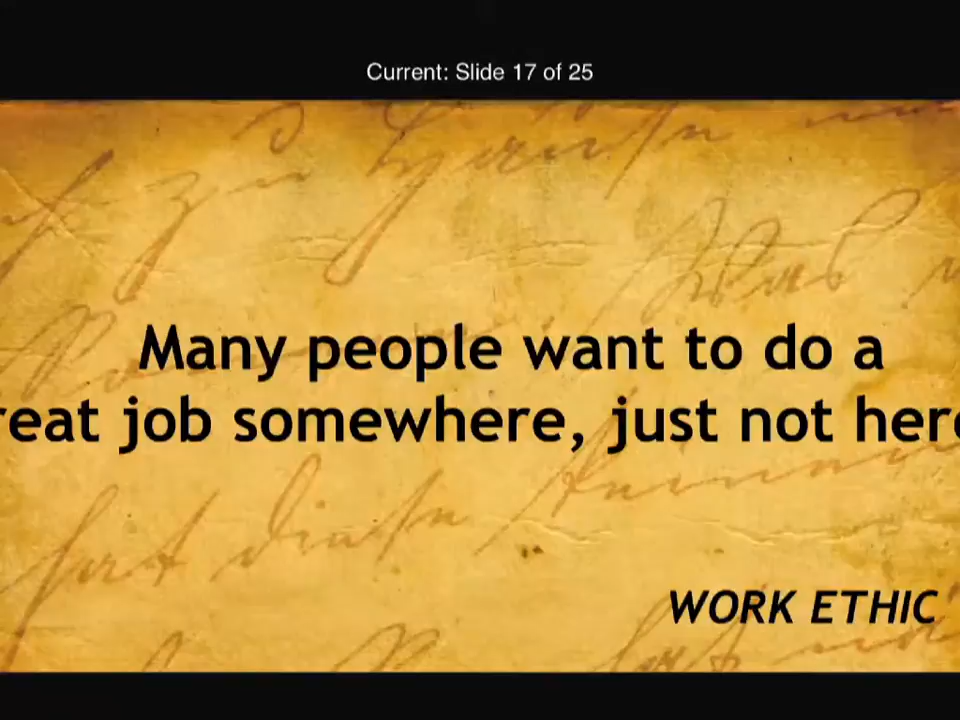 Current: Slide 17 of 25
Many people want to do a
reat job somewhere, just not here
WORK ETHIC